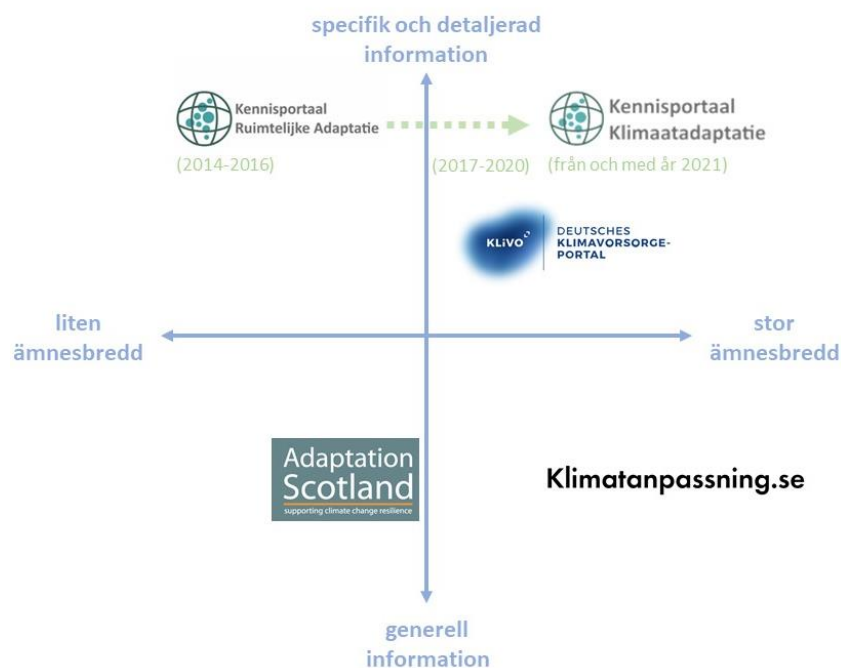 specifik och detaljerad
information
Kennisportaal
Ruimtelijke Adaptatie
Kennisportaal
Klimaatadaptatie
(2014-2016)
(2017-2020)
(från och med år 2021)
KLiVO
DEUTSCHES
KLIMAVORSORGE-
PORTAL
liten
ämnesbredd
stor
ämnesbredd
Adaptation
Scotland
supporting climate change resilience
Klimatanpassning.se
generell
information